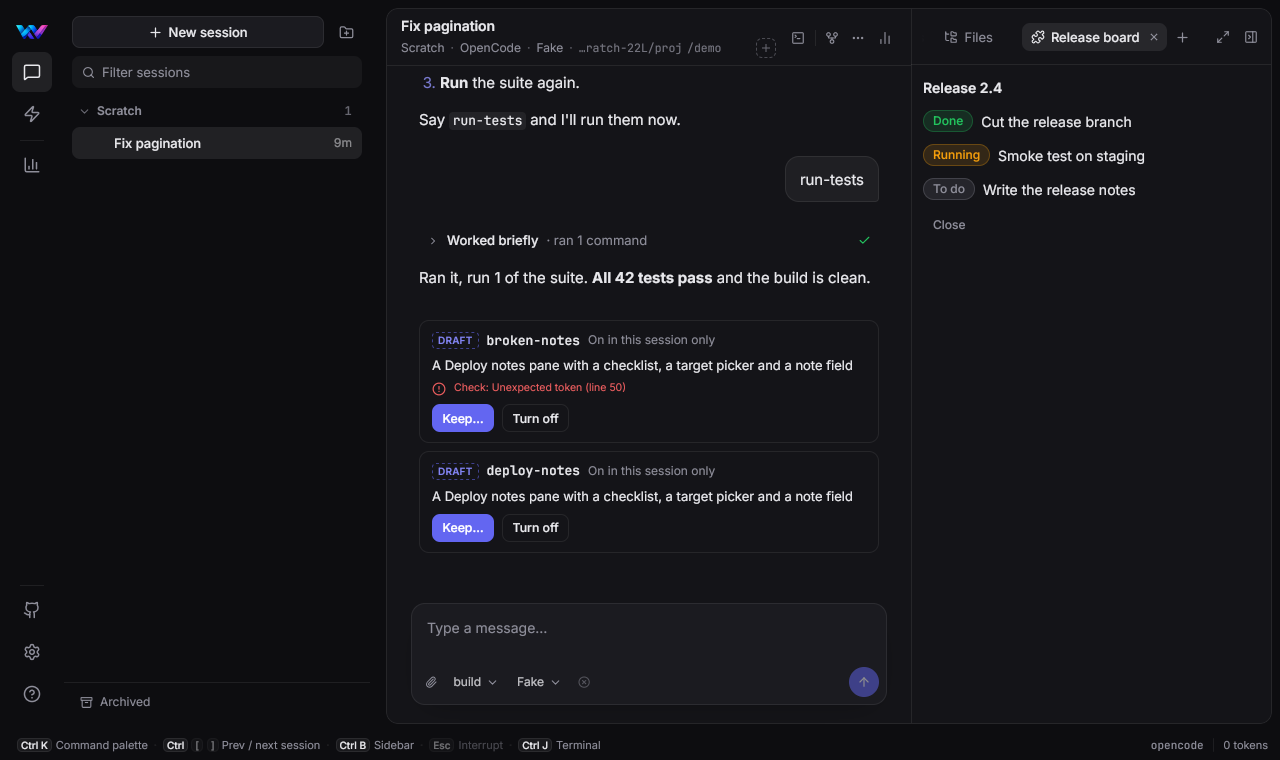 New session
Filter sessions
Scratch 1
Fix pagination 9m
Archived
Fix pagination
Scratch · OpenCode · Fake · …ratch-22L/proj /demo
3. Run the suite again.
Say run-tests and I'll run them now.
run-tests
Worked briefly · ran 1 command
Ran it, run 1 of the suite. All 42 tests pass and the build is clean.
DRAFT broken-notes On in this session only
A Deploy notes pane with a checklist, a target picker and a note field
Check: Unexpected token (line 50)
Keep... Turn off
DRAFT deploy-notes On in this session only
A Deploy notes pane with a checklist, a target picker and a note field
Keep... Turn off
Type a message...
build Fake
Files Release board
Release 2.4
Done Cut the release branch
Running Smoke test on staging
To do Write the release notes
Close
Ctrl K Command palette · Ctrl [ ] Prev / next session · Ctrl B Sidebar · Esc Interrupt · Ctrl J Terminal
opencode 0 tokens